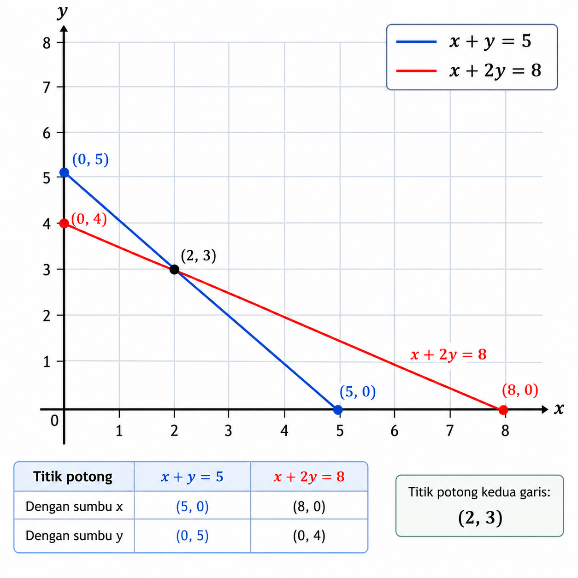 y
x + y = 5
x + 2y = 8
8
7
6
5
4
3
2
1
0
(0, 5)
(0, 4)
(2, 3)
x + 2y = 8
(5, 0)
(8, 0)
x
1 2 3 4 5 6 7 8
Titik potong x + y = 5 x + 2y = 8
Dengan sumbu x (5, 0) (8, 0)
Dengan sumbu y (0, 5) (0, 4)
Titik potong kedua garis:
(2, 3)